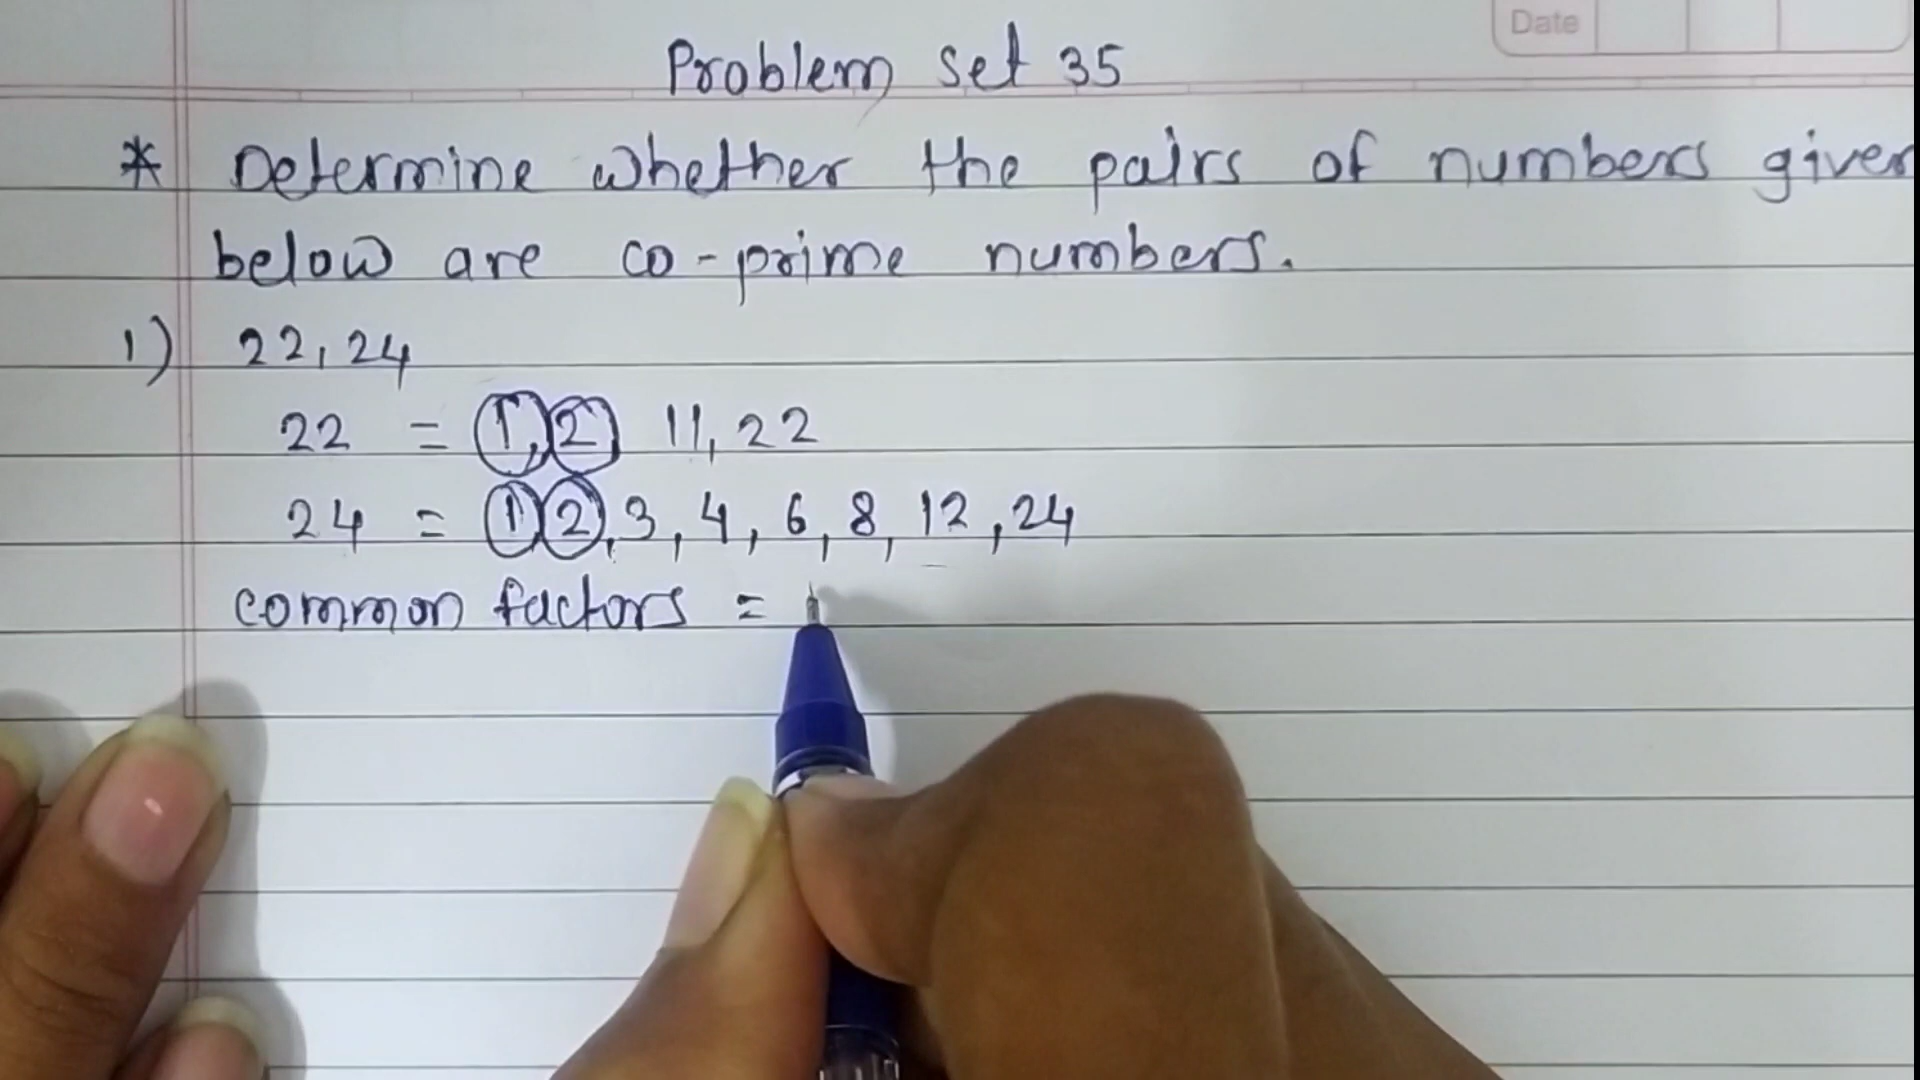 Date
Problem set 35
* Determine whether the pairs of numbers given
below are co-prime numbers.
1) 22, 24
22 = 1, 2 11, 22
24 = 1 2, 3, 4, 6, 8, 12, 24
common factors =